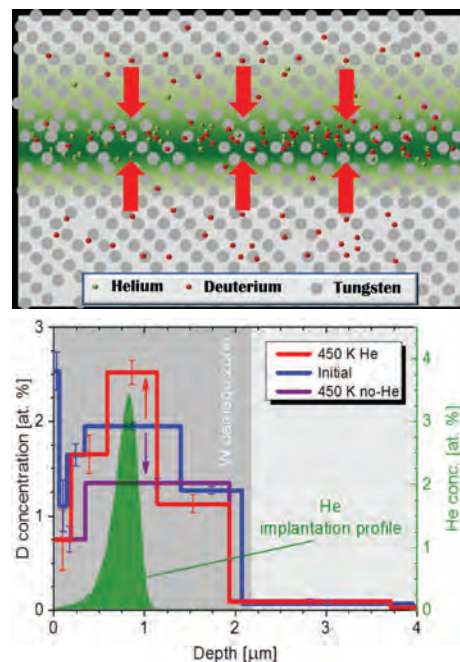 Helium Deuterium Tungsten
D concentration [at. %]
3
2
1
0
450 K He
Initial
450 K no-He
W damage zone
He
implantation profile
4
3
2
1
0
He conc. [at. %]
0 1 2 3 4
Depth [µm]